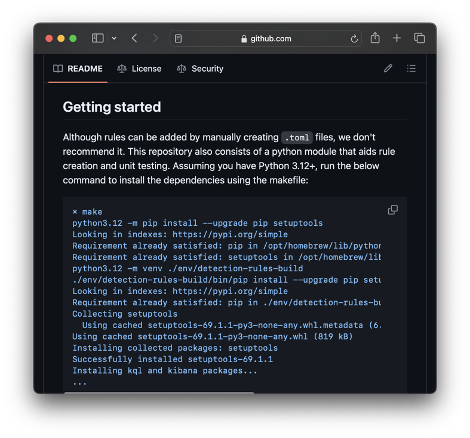 github.com
README
License
Security
Getting started
Although rules can be added by manually creating .toml files, we don't
recommend it. This repository also consists of a python module that aids rule
creation and unit testing. Assuming you have Python 3.12+, run the below
command to install the dependencies using the makefile:
× make
python3.12 -m pip install --upgrade pip setuptools
Looking in indexes: https://pypi.org/simple
Requirement already satisfied: pip in /opt/homebrew/lib/python
Requirement already satisfied: setuptools in /opt/homebrew/lib
python3.12 -m venv ./env/detection-rules-build
./env/detection-rules-build/bin/pip install --upgrade pip setu
Looking in indexes: https://pypi.org/simple
Requirement already satisfied: pip in ./env/detection-rules-bu
Collecting setuptools
  Using cached setuptools-69.1.1-py3-none-any.whl.metadata (6.
Using cached setuptools-69.1.1-py3-none-any.whl (819 kB)
Installing collected packages: setuptools
Successfully installed setuptools-69.1.1
Installing kql and kibana packages...
...